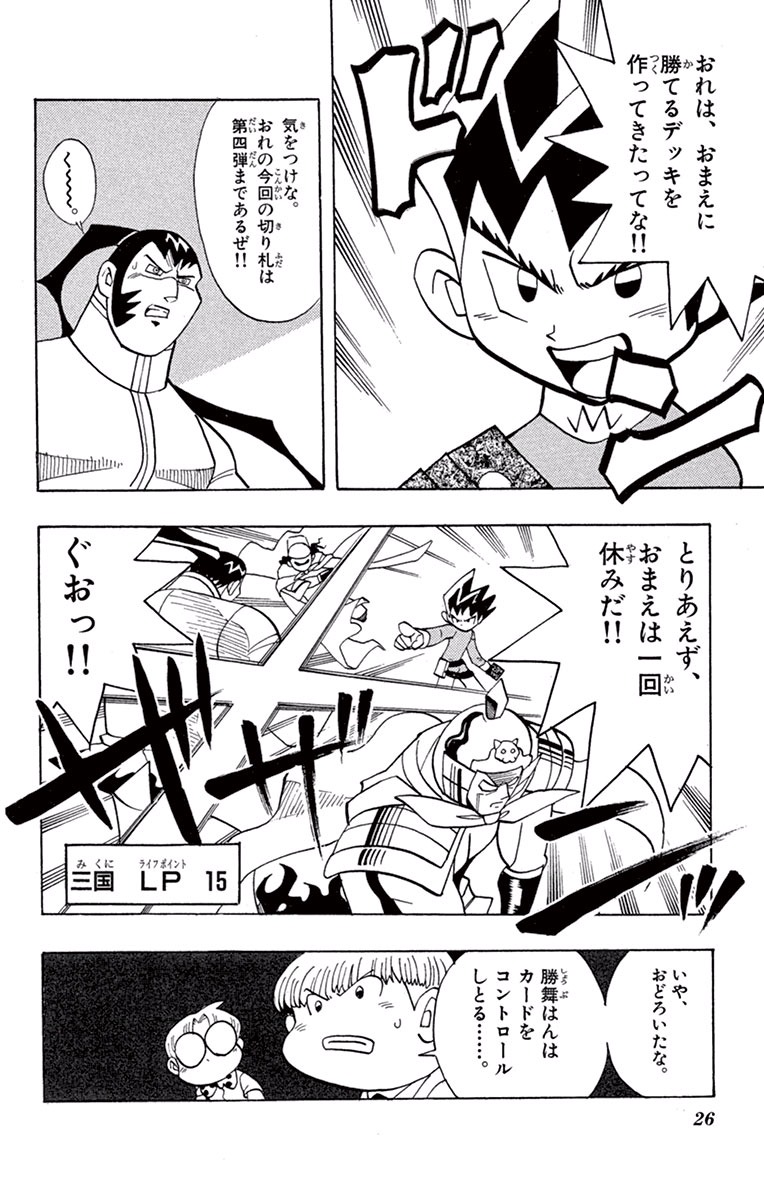 おれは、おまえに
勝てるデッキを
作ってきたってな!!
ドーン
気をつけな。
おれの今回の切り札は
第四弾まであるぜ!!
く〜〜。
とりあえず、
おまえは一回
休みだ!!
ぐおっ!!
ザザザッ
三国 LP 15
いや、
おどろいたな。
勝舞はんは
カードを
コントロール
しとる………。
26